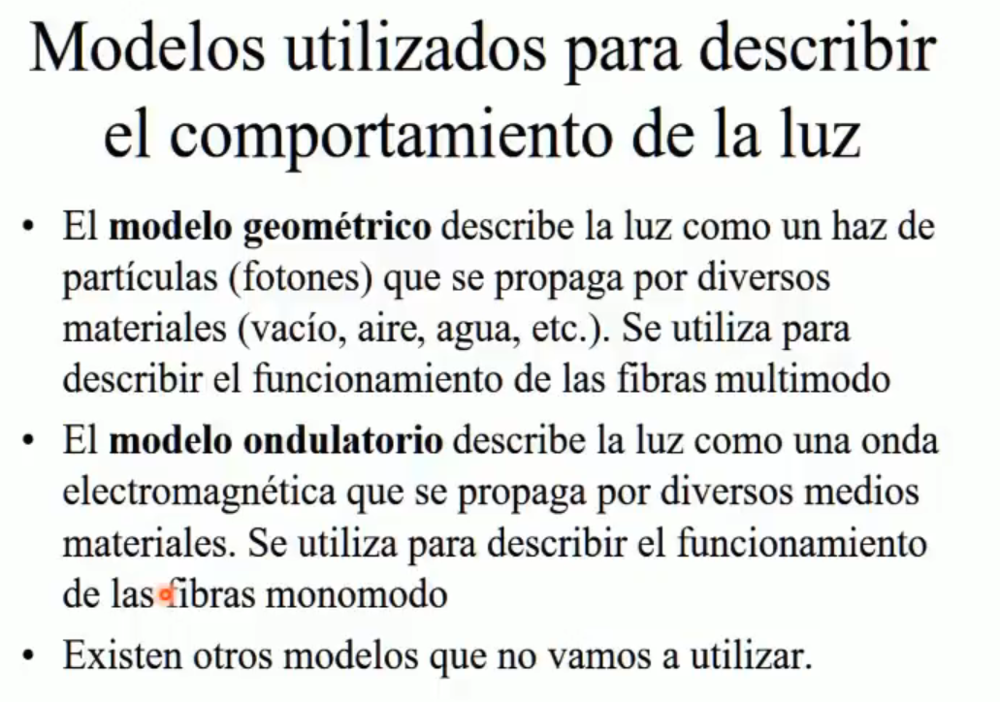 Modelos utilizados para describir
el comportamiento de la luz
• El modelo geométrico describe la luz como un haz de
partículas (fotones) que se propaga por diversos
materiales (vacío, aire, agua, etc.). Se utiliza para
describir el funcionamiento de las fibras multimodo
• El modelo ondulatorio describe la luz como una onda
electromagnética que se propaga por diversos medios
materiales. Se utiliza para describir el funcionamiento
de las fibras monomodo
• Existen otros modelos que no vamos a utilizar.